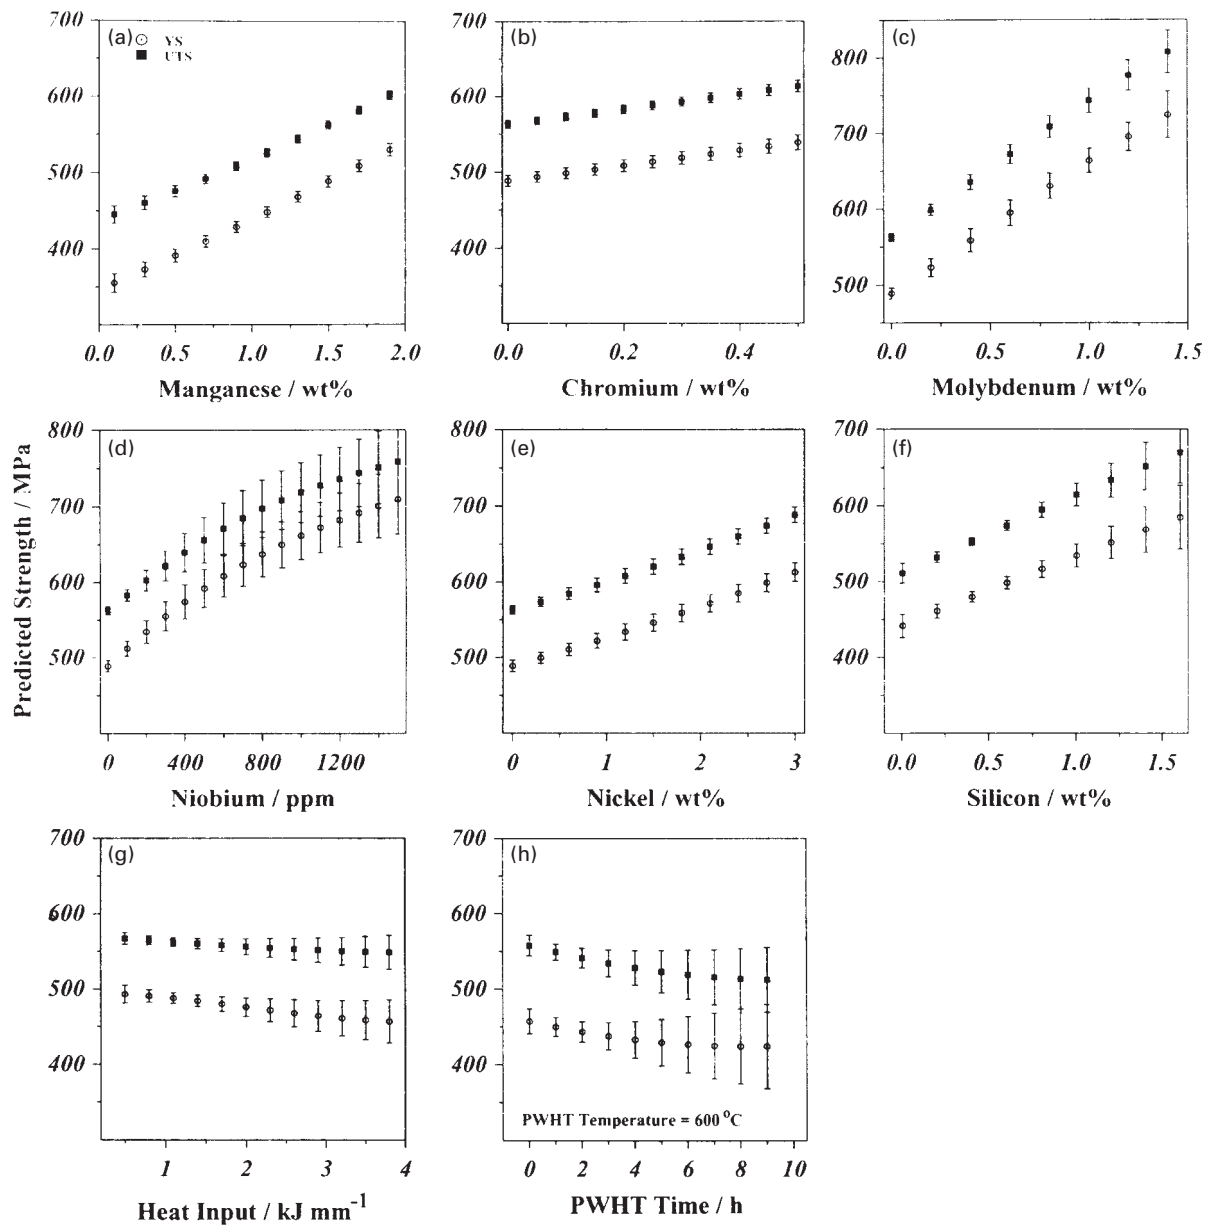 700
600
500
400
(a)
YS
UTS
0.0 0.5 1.0 1.5 2.0
Manganese / wt%
700
600
500
400
(b)
0.0 0.2 0.4
Chromium / wt%
800
700
600
500
(c)
0.0 0.5 1.0 1.5
Molybdenum / wt%
Predicted Strength / MPa
800
700
600
500
(d)
0 400 800 1200
Niobium / ppm
800
700
600
500
(e)
0 1 2 3
Nickel / wt%
700
600
500
400
(f)
0.0 0.5 1.0 1.5
Silicon / wt%
700
600
500
400
(g)
1 2 3 4
Heat Input / kJ mm⁻¹
700
600
500
400
(h)
PWHT Temperature = 600 °C
0 2 4 6 8 10
PWHT Time / h